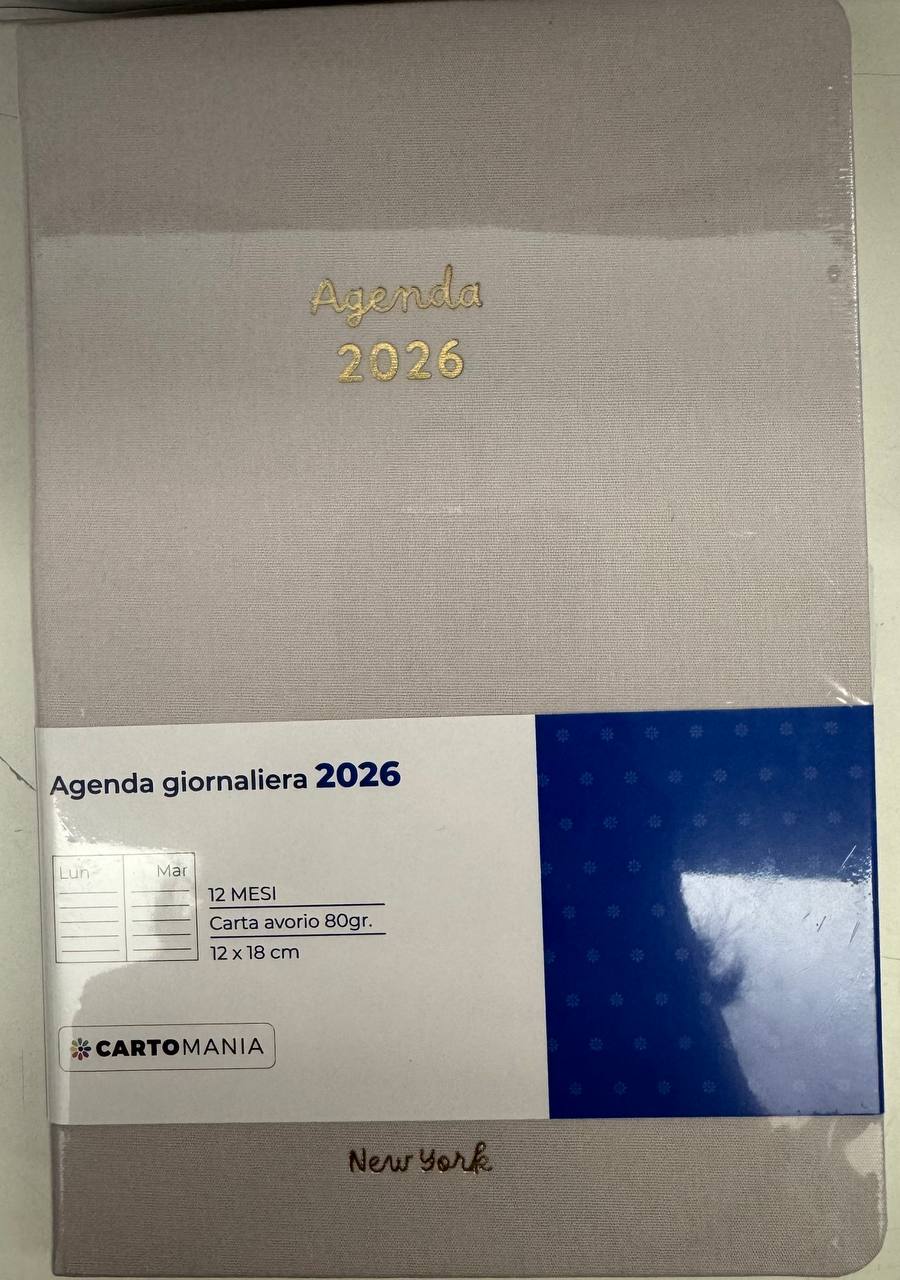 Agenda
2026
Agenda giornaliera 2026
Lun Mar
12 MESI
Carta avorio 80gr.
12 x 18 cm
CARTOMANIA
New York